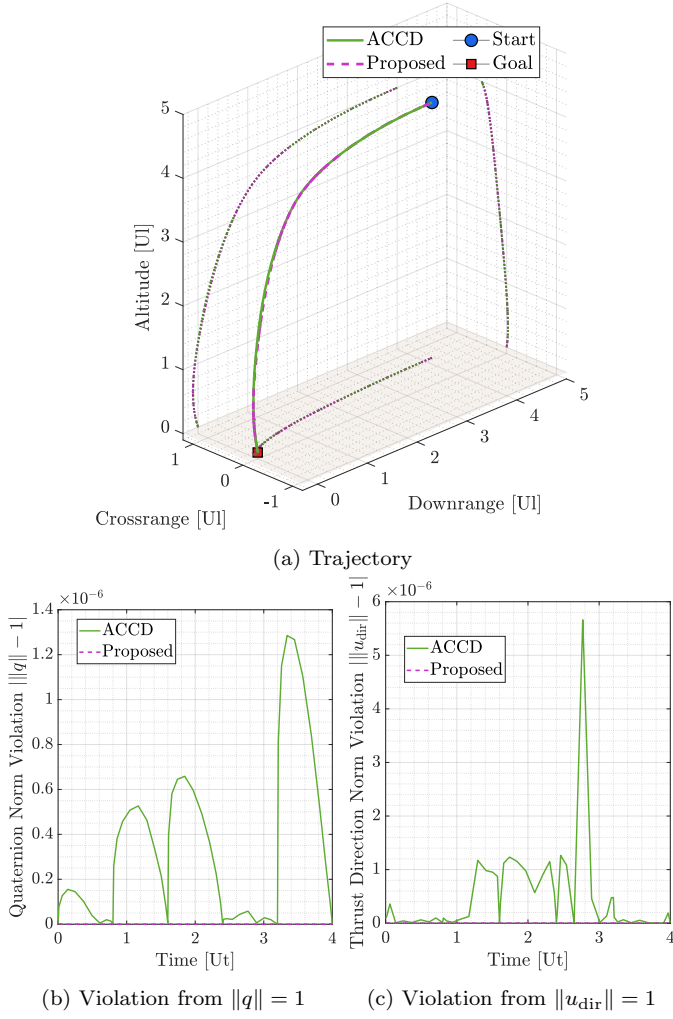 ACCD Start
Proposed Goal
5
4
3
2
1
0
Altitude [Ul]
1
0
-1
Crossrange [Ul]
0
1
2
3
4
5
Downrange [Ul]
(a) Trajectory
×10⁻⁶
1.4
1.2
1
0.8
0.6
0.4
0.2
0
Quaternion Norm Violation |‖q‖ − 1|
ACCD
Proposed
0 1 2 3 4
Time [Ut]
(b) Violation from ‖q‖ = 1
×10⁻⁶
6
5
4
3
2
1
0
Thrust Direction Norm Violation |‖u_dir‖ − 1|
ACCD
Proposed
0 1 2 3 4
Time [Ut]
(c) Violation from ‖u_dir‖ = 1